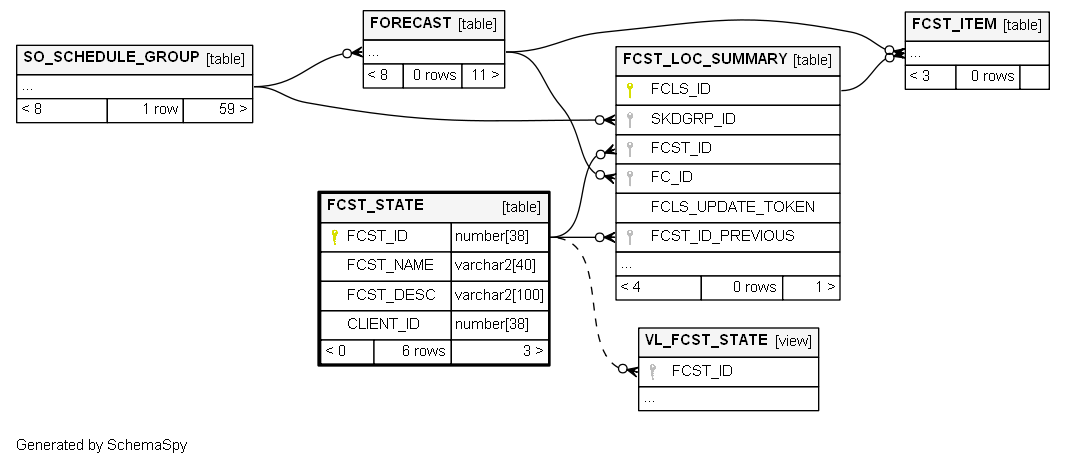 SO_SCHEDULE_GROUP [table]
...
< 8 1 row 59 >
FORECAST [table]
...
< 8 0 rows 11 >
FCST_ITEM [table]
...
< 3 0 rows
FCST_LOC_SUMMARY [table]
FCLS_ID
SKDGRP_ID
FCST_ID
FC_ID
FCLS_UPDATE_TOKEN
FCST_ID_PREVIOUS
...
< 4 0 rows 1 >
FCST_STATE [table]
FCST_ID number[38]
FCST_NAME varchar2[40]
FCST_DESC varchar2[100]
CLIENT_ID number[38]
< 0 6 rows 3 >
VL_FCST_STATE [view]
FCST_ID
...
Generated by SchemaSpy